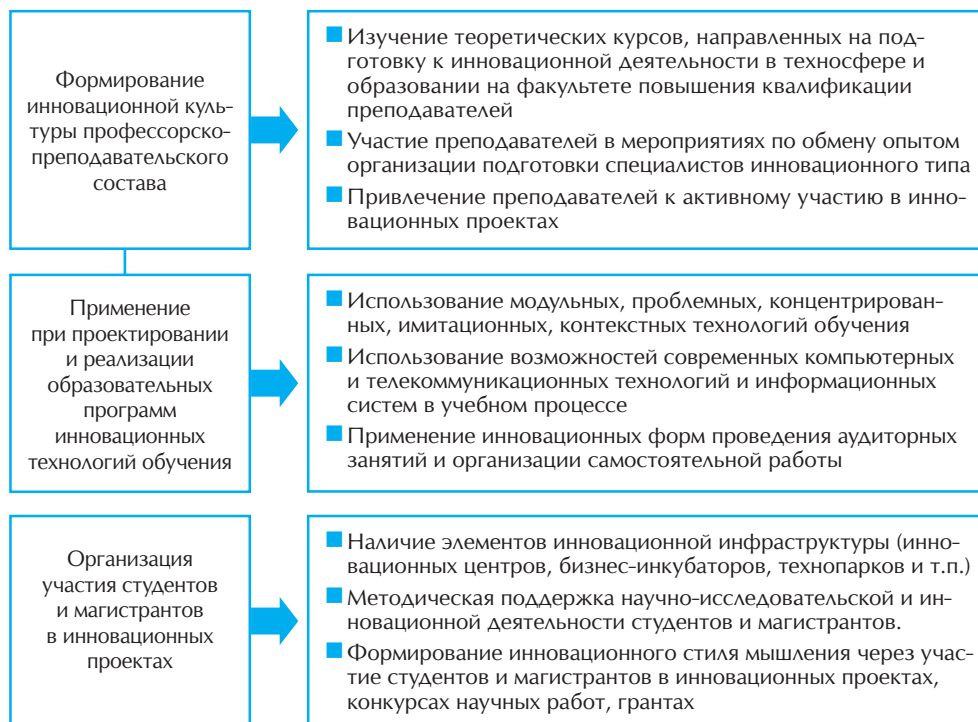 Формирование
инновационной куль-
туры профессорско-
преподавательского
состава
■ Изучение теоретических курсов, направленных на под-
готовку к инновационной деятельности в техносфере и
образовании на факультете повышения квалификации
преподавателей
■ Участие преподавателей в мероприятиях по обмену опытом
организации подготовки специалистов инновационного типа
■ Привлечение преподавателей к активному участию в инно-
вационных проектах
Применение
при проектировании
и реализации
образовательных
программ
инновационных
технологий обучения
■ Использование модульных, проблемных, концентрирован-
ных, имитационных, контекстных технологий обучения
■ Использование возможностей современных компьютерных
и телекоммуникационных технологий и информационных
систем в учебном процессе
■ Применение инновационных форм проведения аудиторных
занятий и организации самостоятельной работы
Организация
участия студентов
и магистрантов
в инновационных
проектах
■ Наличие элементов инновационной инфраструктуры (инно-
вационных центров, бизнес-инкубаторов, технопарков и т.п.)
■ Методическая поддержка научно-исследовательской и ин-
новационной деятельности студентов и магистрантов.
■ Формирование инновационного стиля мышления через учас-
тие студентов и магистрантов в инновационных проектах,
конкурсах научных работ, грантах